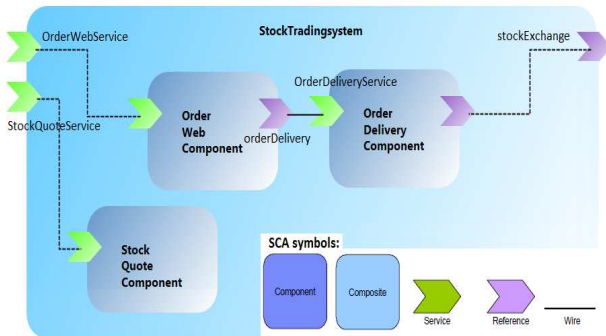 StockTradingsystem
OrderWebService
stockExchange
OrderDeliveryService
StockQuoteService
Order
Web
Component
orderDelivery
Order
Delivery
Component
Stock
Quote
Component
SCA symbols:
Component
Composite
Service
Reference
Wire